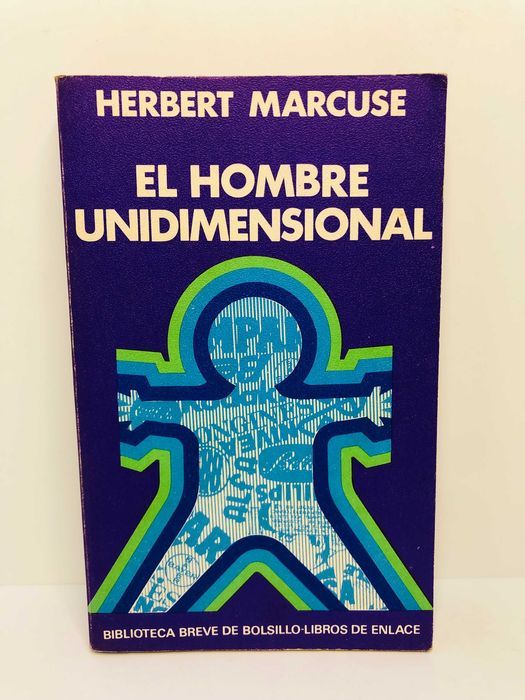 HERBERT MARCUSE
EL HOMBRE
UNIDIMENSIONAL
BIBLIOTECA BREVE DE BOLSILLO-LIBROS DE ENLACE